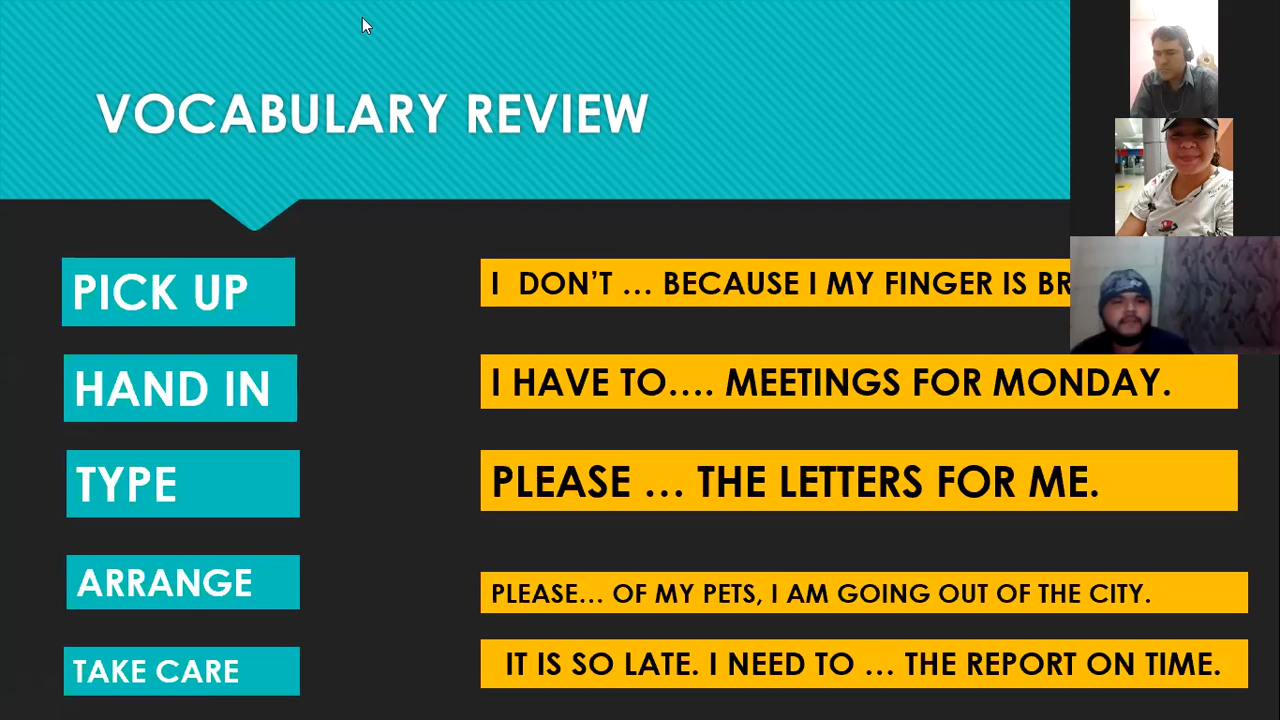 VOCABULARY REVIEW
PICK UP
I DON'T ... BECAUSE I MY FINGER IS
HAND IN
I HAVE TO.... MEETINGS FOR MONDAY.
TYPE
PLEASE ... THE LETTERS FOR ME.
ARRANGE
PLEASE... OF MY PETS, I AM GOING OUT OF THE CITY.
TAKE CARE
IT IS SO LATE. I NEED TO ... THE REPORT ON TIME.